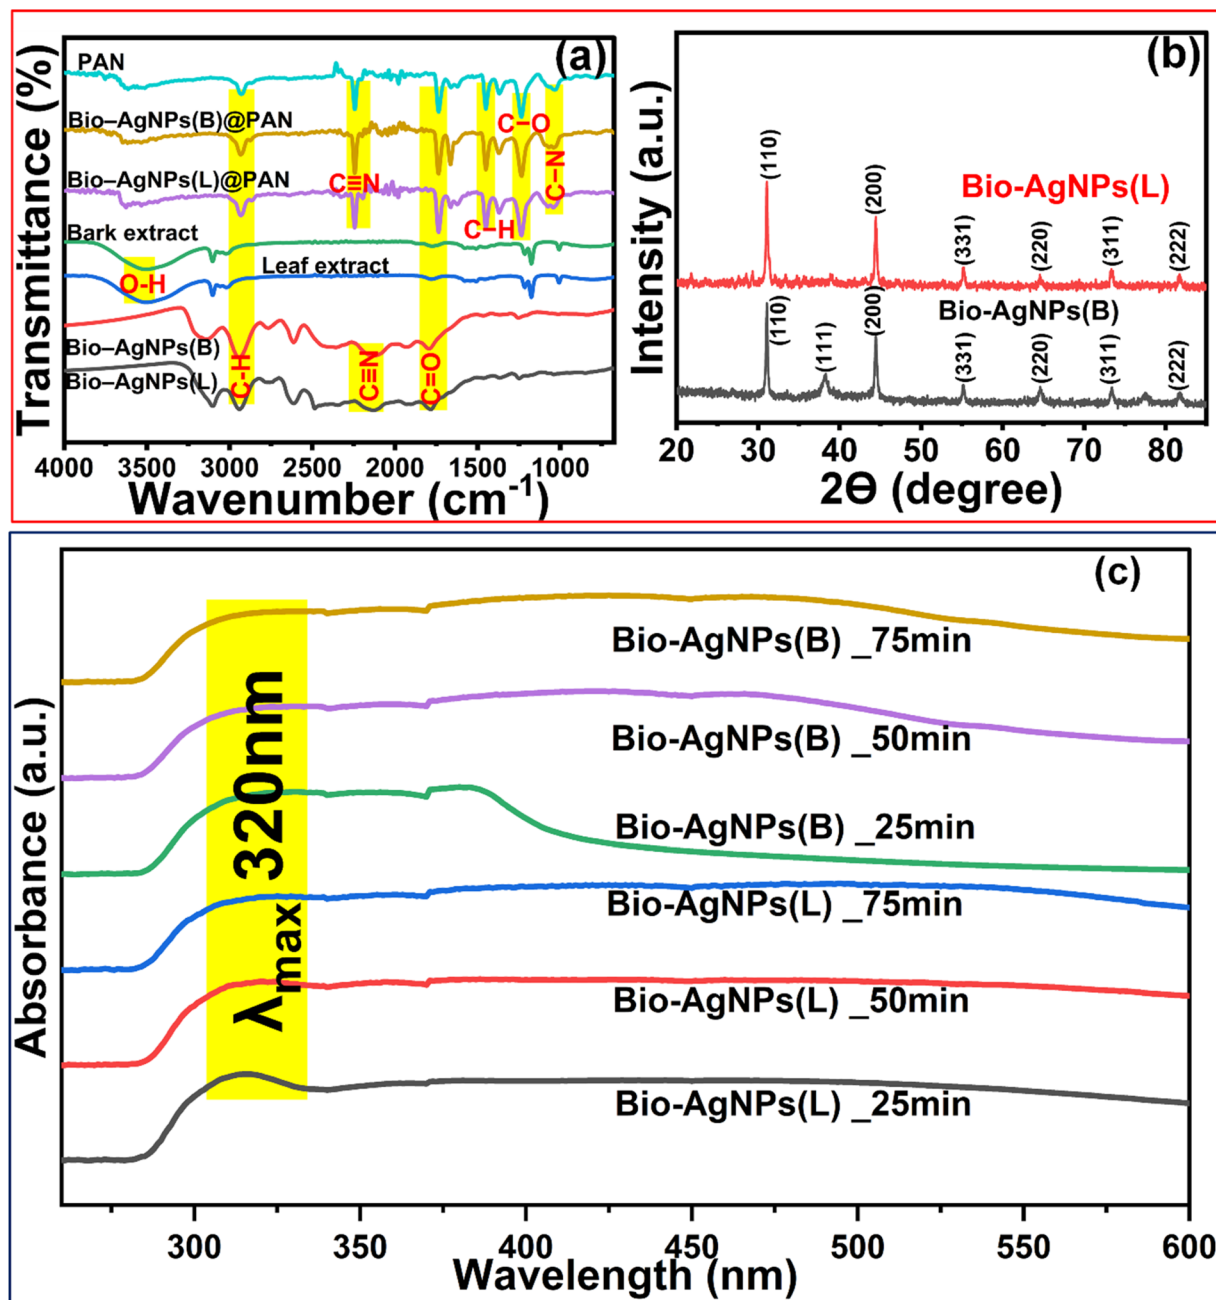 (a)
Transmittance (%)
PAN
Bio–AgNPs(B)@PAN
C–O
Bio–AgNPs(L)@PAN
C≡N
C–N
C–H
Bark extract
O-H
Leaf extract
Bio–AgNPs(B)
Bio–AgNPs(L)
C-H
C≡N
C=O
4000 3500 3000 2500 2000 1500 1000
Wavenumber (cm-1)
(b)
Intensity (a.u.)
(110)
(200)
Bio-AgNPs(L)
(331)
(220)
(311)
(222)
Bio-AgNPs(B)
(110)
(111)
(200)
(331)
(220)
(311)
(222)
20 30 40 50 60 70 80
2Θ (degree)
(c)
Absorbance (a.u.)
λmax 320nm
Bio-AgNPs(B) _75min
Bio-AgNPs(B) _50min
Bio-AgNPs(B) _25min
Bio-AgNPs(L) _75min
Bio-AgNPs(L) _50min
Bio-AgNPs(L) _25min
300 350 400 450 500 550 600
Wavelength (nm)